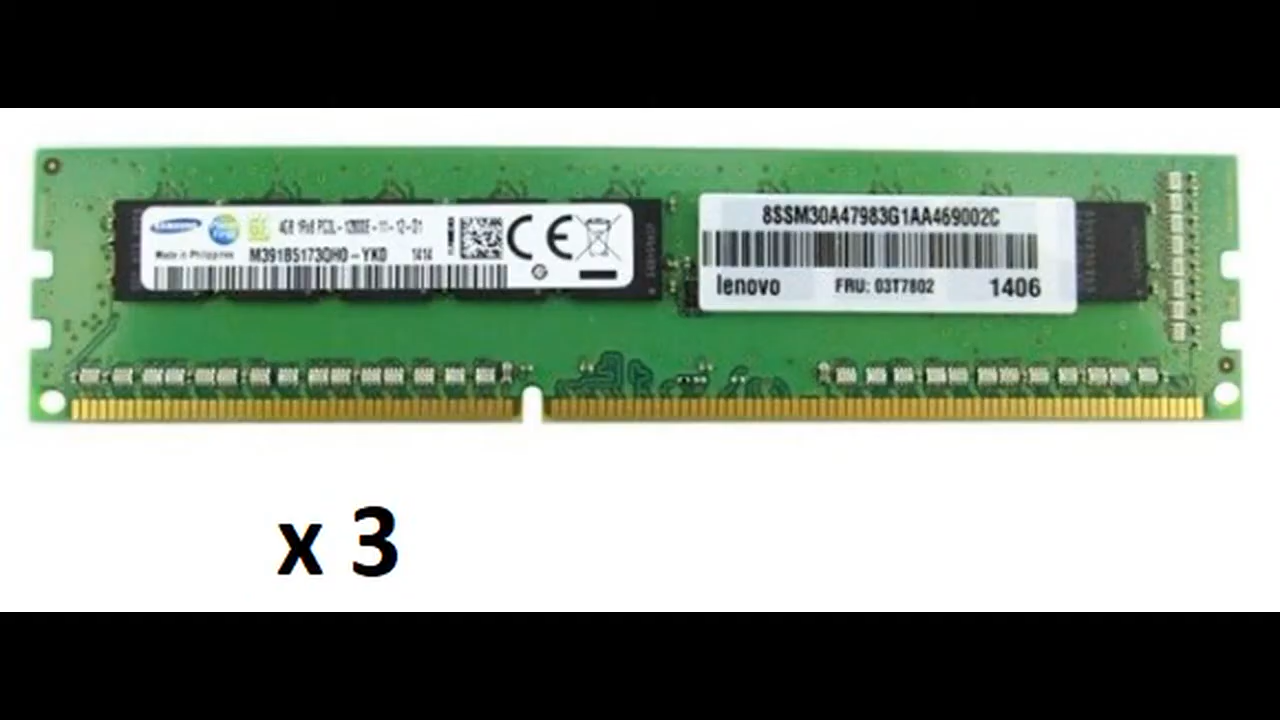 SAMSUNG
4GB 1Rx8 PC3L-12800E-11-12-D1
M391B5173QH0-YK0 1414
Made in Philippines
CE
8SSM30A47983G1AA469002C
lenovo FRU: 03T7802 1406
x 3